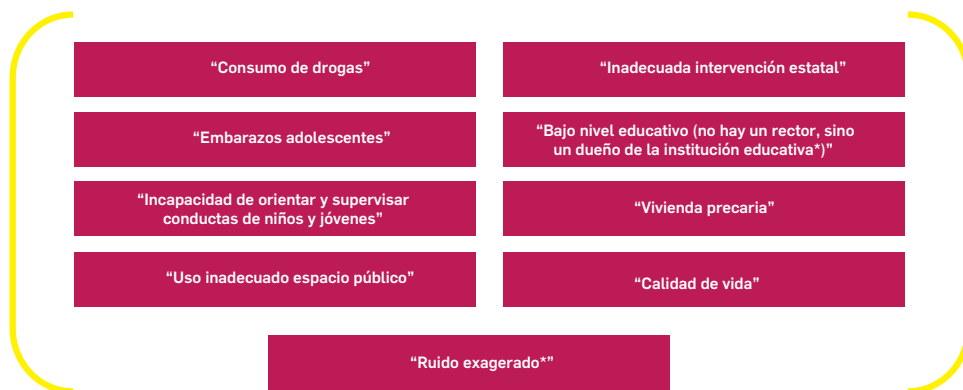 “Consumo de drogas”
“Inadecuada intervención estatal”
“Embarazos adolescentes”
“Bajo nivel educativo (no hay un rector, sino
un dueño de la institución educativa*)”
“Incapacidad de orientar y supervisar
conductas de niños y jóvenes”
“Vivienda precaria”
“Uso inadecuado espacio público”
“Calidad de vida”
“Ruido exagerado*”